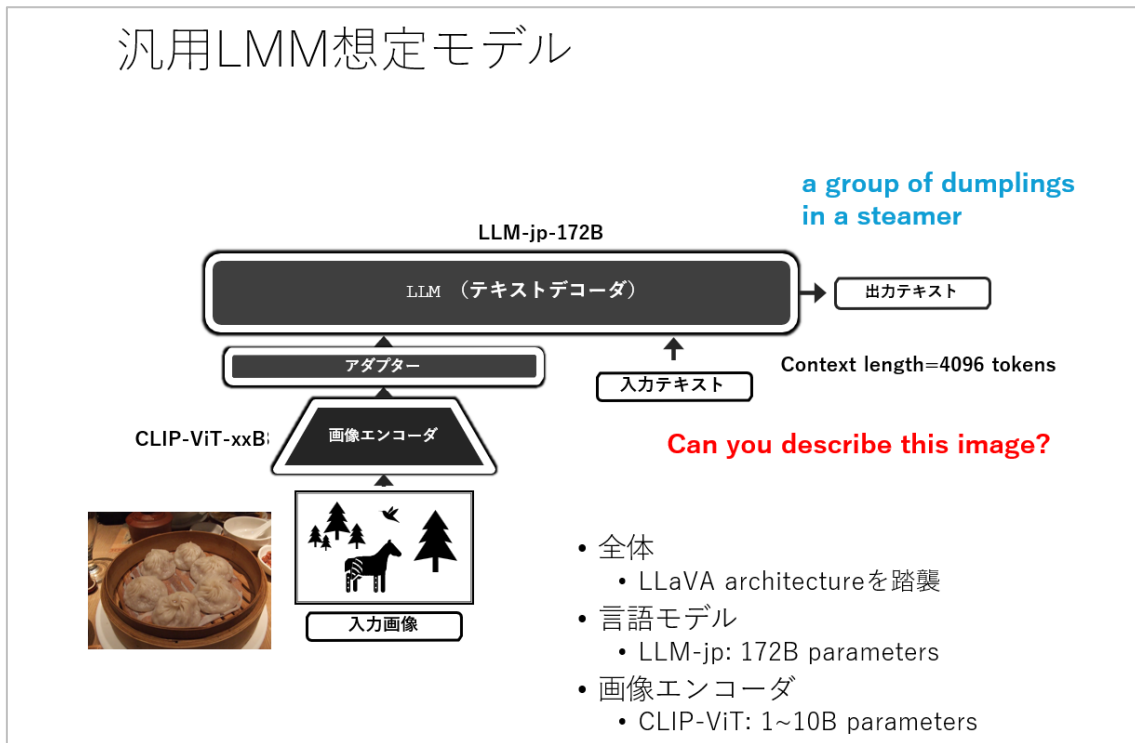 汎用LMM想定モデル
a group of dumplings
in a steamer
LLM-jp-172B
LLM （テキストデコーダ）
出力テキスト
アダプター
入力テキスト
Context length=4096 tokens
CLIP-ViT-xxB
画像エンコーダ
Can you describe this image?
入力画像
• 全体
• LLaVA architectureを踏襲
• 言語モデル
• LLM-jp: 172B parameters
• 画像エンコーダ
• CLIP-ViT: 1~10B parameters